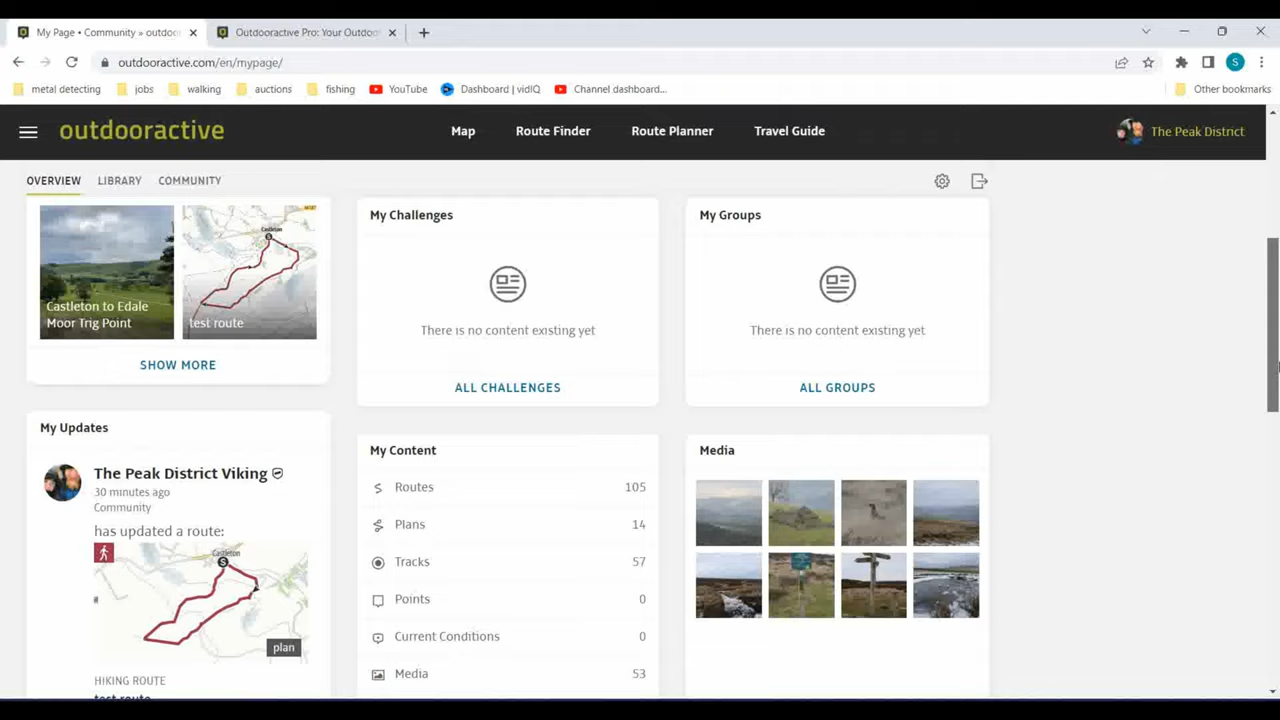 My Page • Community » outdoor
Outdooractive Pro: Your Outdoo
outdooractive.com/en/mypage/
S
metal detecting
jobs
walking
auctions
fishing
YouTube
Dashboard | vidIQ
Channel dashboard...
Other bookmarks
outdooractive
Map
Route Finder
Route Planner
Travel Guide
The Peak District
OVERVIEW
LIBRARY
COMMUNITY
Castleton to Edale
Moor Trig Point
Castleton
S
test route
SHOW MORE
My Challenges
There is no content existing yet
ALL CHALLENGES
My Groups
There is no content existing yet
ALL GROUPS
My Updates
The Peak District Viking
30 minutes ago
Community
has updated a route:
Castleton
S
plan
HIKING ROUTE
test route
My Content
Routes 105
Plans 14
Tracks 57
Points 0
Current Conditions 0
Media 53
Media